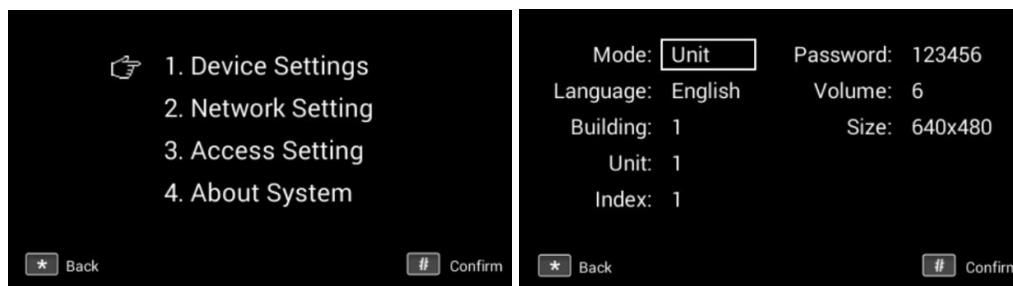 1. Device Settings
2. Network Setting
3. Access Setting
4. About System
* Back
# Confirm
Mode: Unit
Password: 123456
Language: English
Volume: 6
Building: 1
Size: 640x480
Unit: 1
Index: 1
* Back
# Confirm